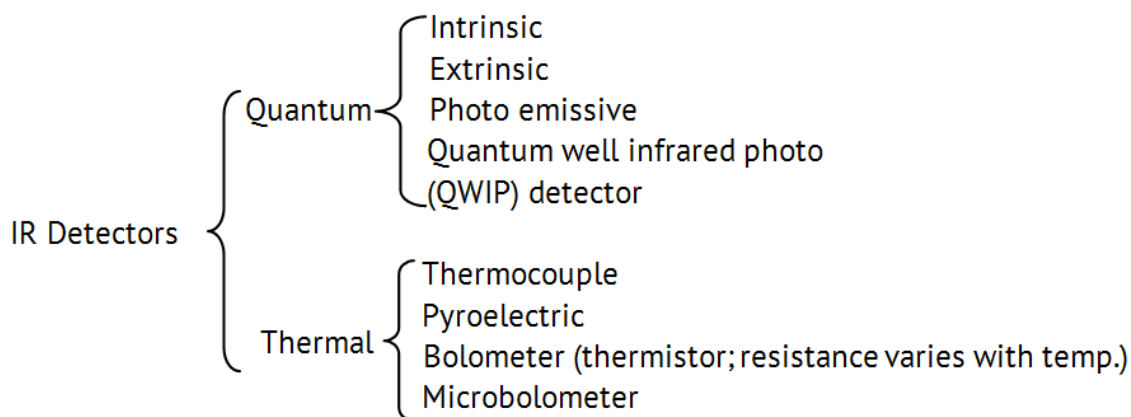 IR Detectors
Quantum
Intrinsic
Extrinsic
Photo emissive
Quantum well infrared photo
(QWIP) detector
Thermal
Thermocouple
Pyroelectric
Bolometer (thermistor; resistance varies with temp.)
Microbolometer